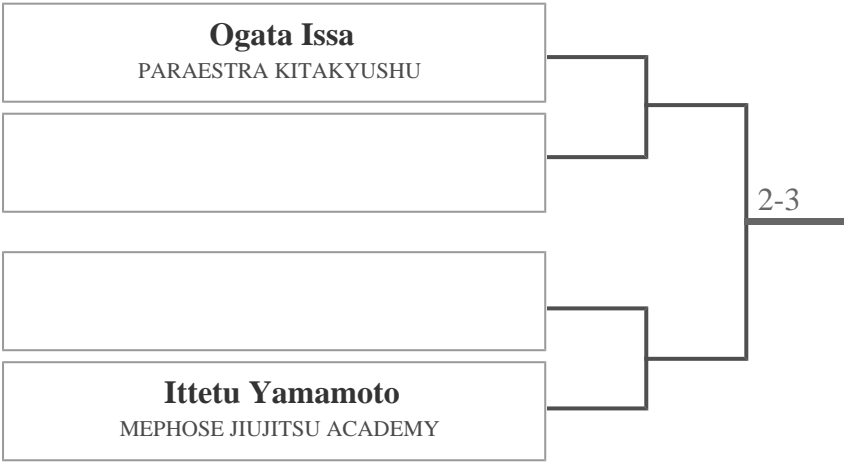 Ogata Issa
PARAESTRA KITAKYUSHU
2-3
Ittetu Yamamoto
MEPHOSE JIUJITSU ACADEMY